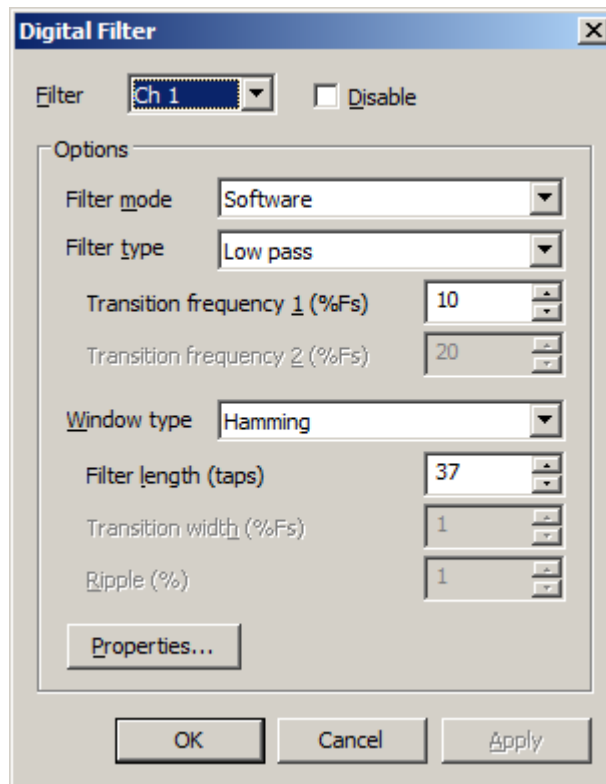 Digital Filter
Filter Ch 1 Disable
Options
Filter mode Software
Filter type Low pass
Transition frequency 1 (%Fs) 10
Transition frequency 2 (%Fs) 20
Window type Hamming
Filter length (taps) 37
Transition width (%Fs) 1
Ripple (%) 1
Properties...
OK Cancel Apply